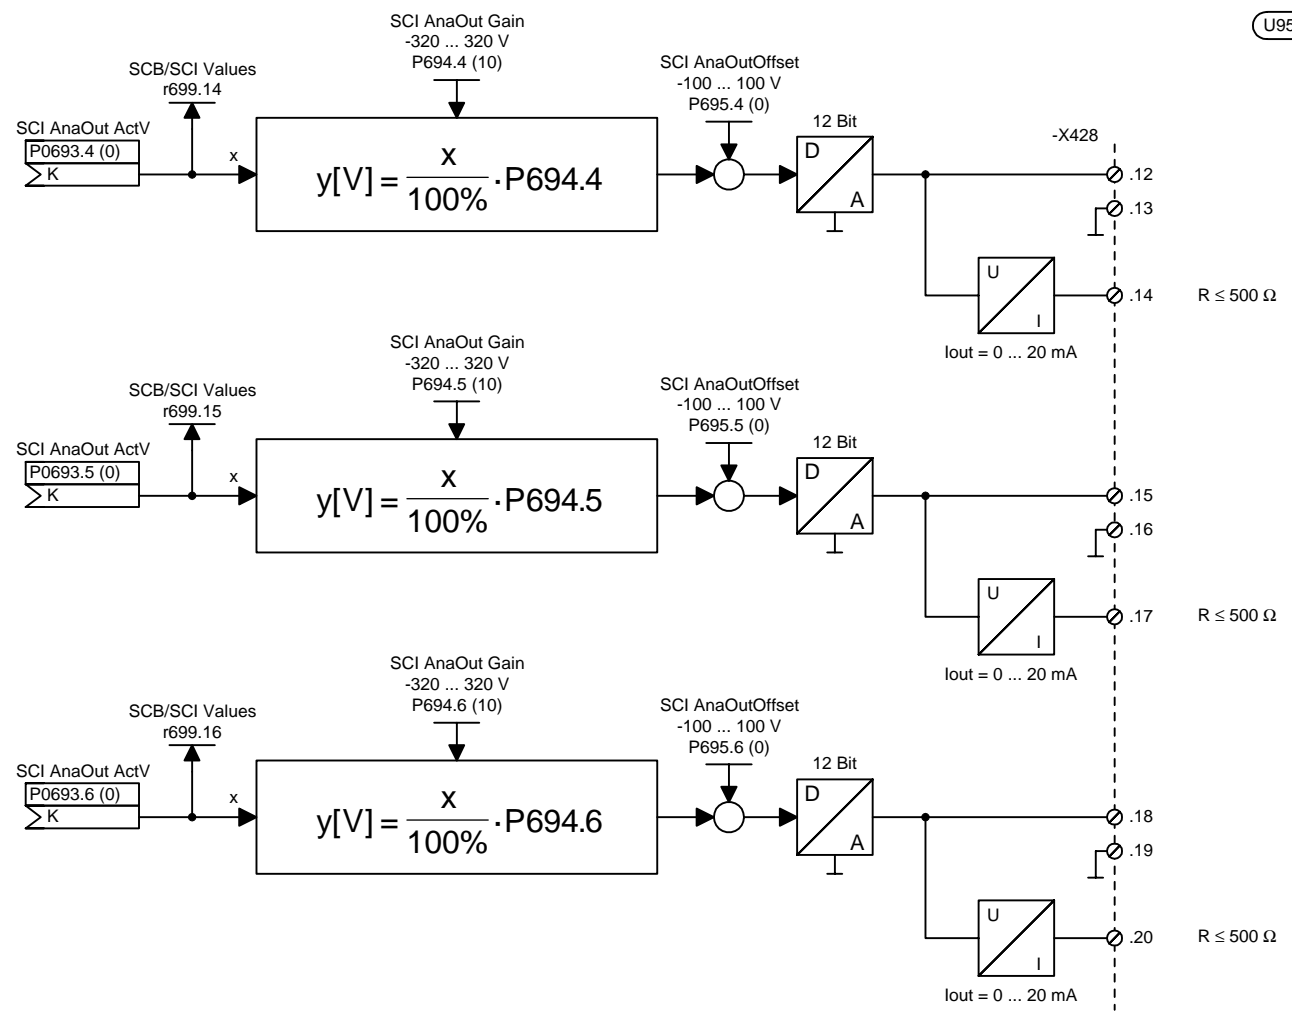 U95
SCI AnaOut Gain
-320 ... 320 V
P694.4 (10)
SCI AnaOutOffset
-100 ... 100 V
P695.4 (0)
SCB/SCI Values
r699.14
12 Bit
-X428
SCI AnaOut ActV
P0693.4 (0)
K
x
y[V] = x/100% · P694.4
D
A
.12
.13
U
I
.14
R ≤ 500 Ω
Iout = 0 ... 20 mA
SCI AnaOut Gain
-320 ... 320 V
P694.5 (10)
SCI AnaOutOffset
-100 ... 100 V
P695.5 (0)
SCB/SCI Values
r699.15
12 Bit
SCI AnaOut ActV
P0693.5 (0)
K
x
y[V] = x/100% · P694.5
D
A
.15
.16
U
I
.17
R ≤ 500 Ω
Iout = 0 ... 20 mA
SCI AnaOut Gain
-320 ... 320 V
P694.6 (10)
SCI AnaOutOffset
-100 ... 100 V
P695.6 (0)
SCB/SCI Values
r699.16
12 Bit
SCI AnaOut ActV
P0693.6 (0)
K
x
y[V] = x/100% · P694.6
D
A
.18
.19
U
I
.20
R ≤ 500 Ω
Iout = 0 ... 20 mA